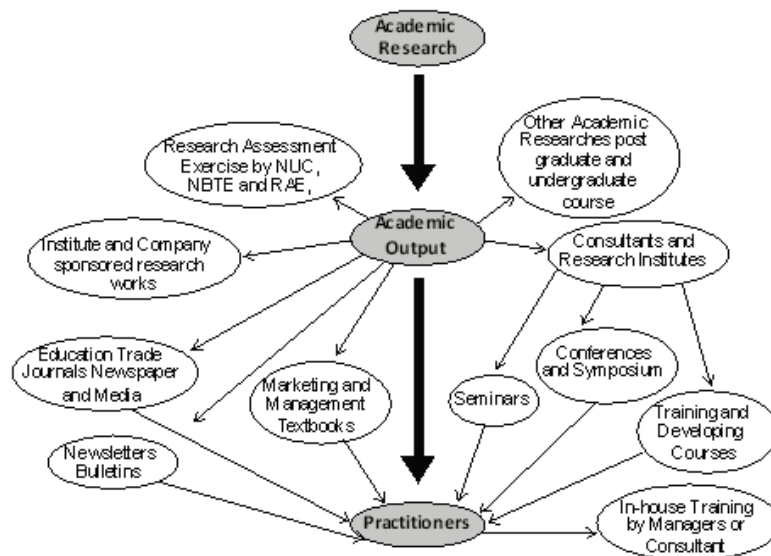 Academic
Research
Research Assessment
Exercise by NUC,
NBTE and RAE,
Other Academic
Researches post
graduate and
undergraduate
course
Academic
Output
Institute and Company
sponsored research
works
Consultants and
Research Institutes
Education Trade
Journals Newspaper
and Media
Marketing and
Management
Textbooks
Seminars
Conferences
and Symposium
Training and
Developing
Courses
Newsletters
Bulletins
Practitioners
In-house Training
by Managers or
Consultant